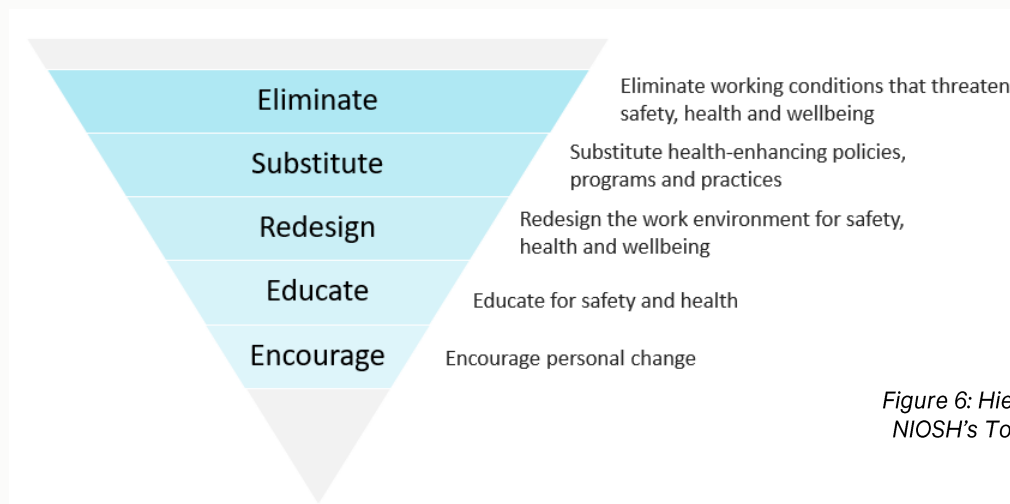 Eliminate
Eliminate working conditions that threaten
safety, health and wellbeing
Substitute
Substitute health-enhancing policies,
programs and practices
Redesign
Redesign the work environment for safety,
health and wellbeing
Educate
Educate for safety and health
Encourage
Encourage personal change
Figure 6: Hie
NIOSH's To